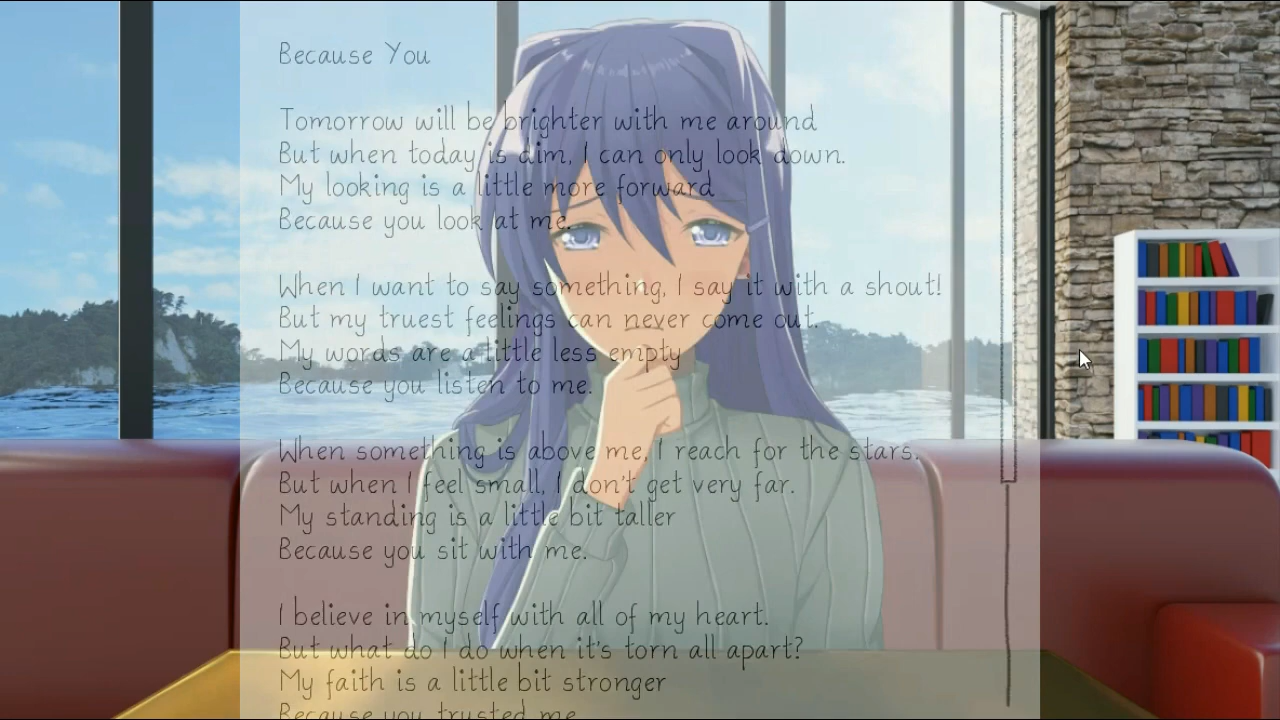 Because You
Tomorrow will be brighter with me around
But when today is dim, I can only look down.
My looking is a little more forward
Because you look at me.
When I want to say something, I say it with a shout!
But my truest feelings can never come out.
My words are a little less empty
Because you listen to me.
When something is above me, I reach for the stars.
But when I feel small, I don't get very far.
My standing is a little bit taller
Because you sit with me.
I believe in myself with all of my heart.
But what do I do when it's torn all apart?
My faith is a little bit stronger
Because you trusted me